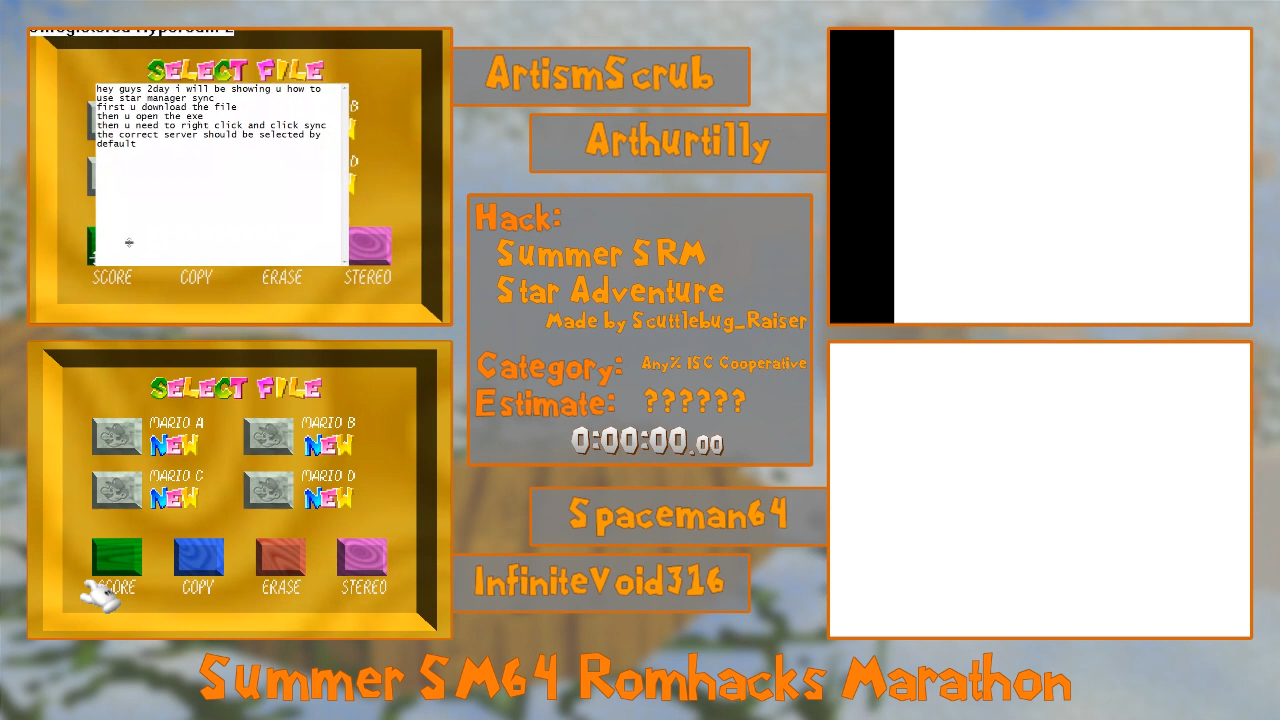 SELECT FILE
hey guys 2day i will be showing u how to
use star manager sync
first u download the file
then u open the exe
then u need to right click and click sync
the correct server should be selected by
default
B
D
SCORE COPY ERASE STEREO
ArtismScrub
Arthurtilly
Hack:
Summer SRM
Star Adventure
Made by Scuttlebug_Raiser
Category: Any% ISC Cooperative
Estimate: ??????
0:00:00.00
SELECT FILE
MARIO A MARIO B
NEW NEW
MARIO C MARIO D
NEW NEW
SCORE COPY ERASE STEREO
Spaceman64
InfiniteVoid316
Summer SM64 Romhacks Marathon